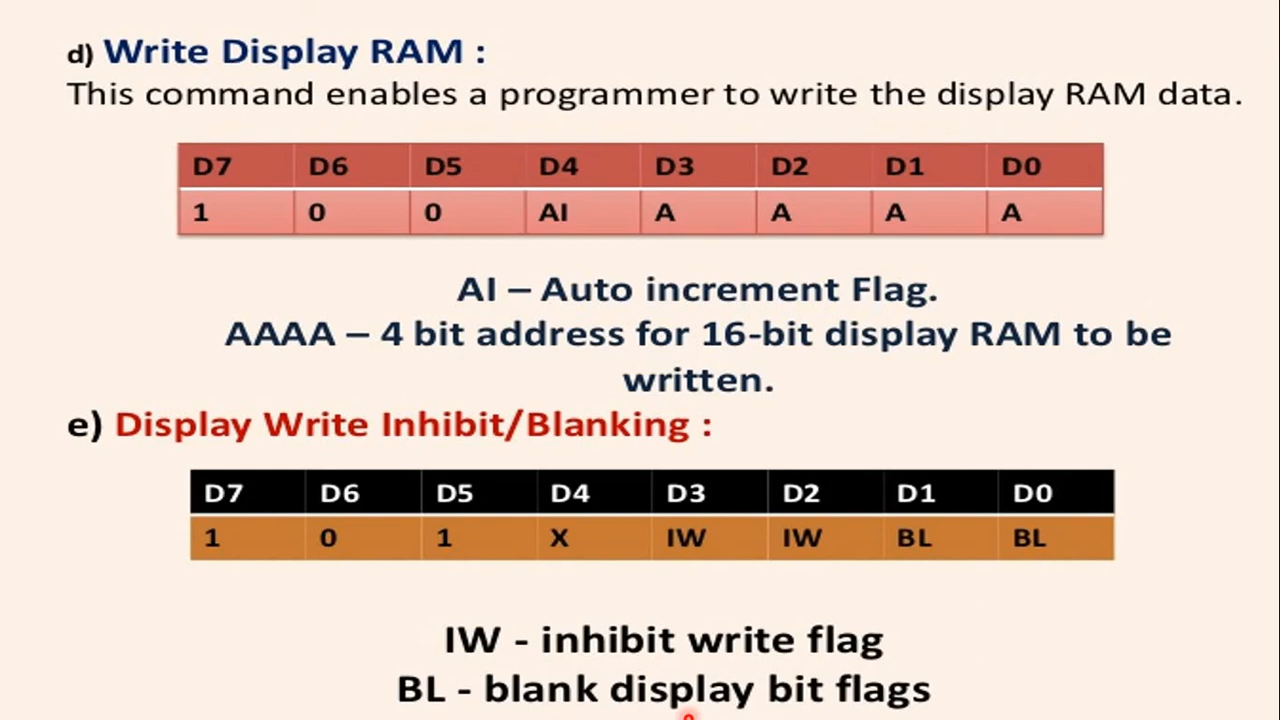 d) Write Display RAM :
This command enables a programmer to write the display RAM data.
D7 D6 D5 D4 D3 D2 D1 D0
1 0 0 AI A A A A
AI – Auto increment Flag.
AAAA – 4 bit address for 16-bit display RAM to be
written.
e) Display Write Inhibit/Blanking :
D7 D6 D5 D4 D3 D2 D1 D0
1 0 1 X IW IW BL BL
IW - inhibit write flag
BL - blank display bit flags